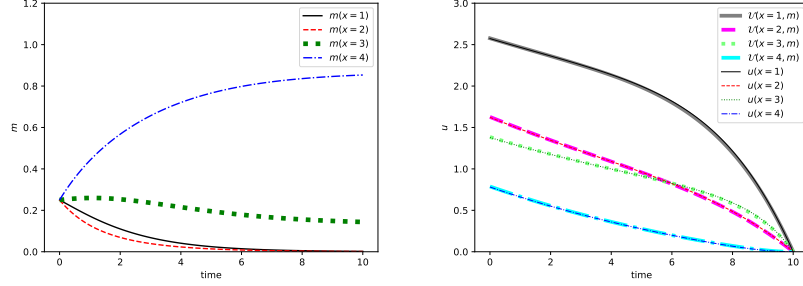 1.2
1.0
0.8
0.6
0.4
0.2
0.0
m
0 2 4 6 8 10
time
m(x = 1)
m(x = 2)
m(x = 3)
m(x = 4)
3.0
2.5
2.0
1.5
1.0
0.5
0.0
u
0 2 4 6 8 10
time
𝒰(x = 1, m)
𝒰(x = 2, m)
𝒰(x = 3, m)
𝒰(x = 4, m)
u(x = 1)
u(x = 2)
u(x = 3)
u(x = 4)